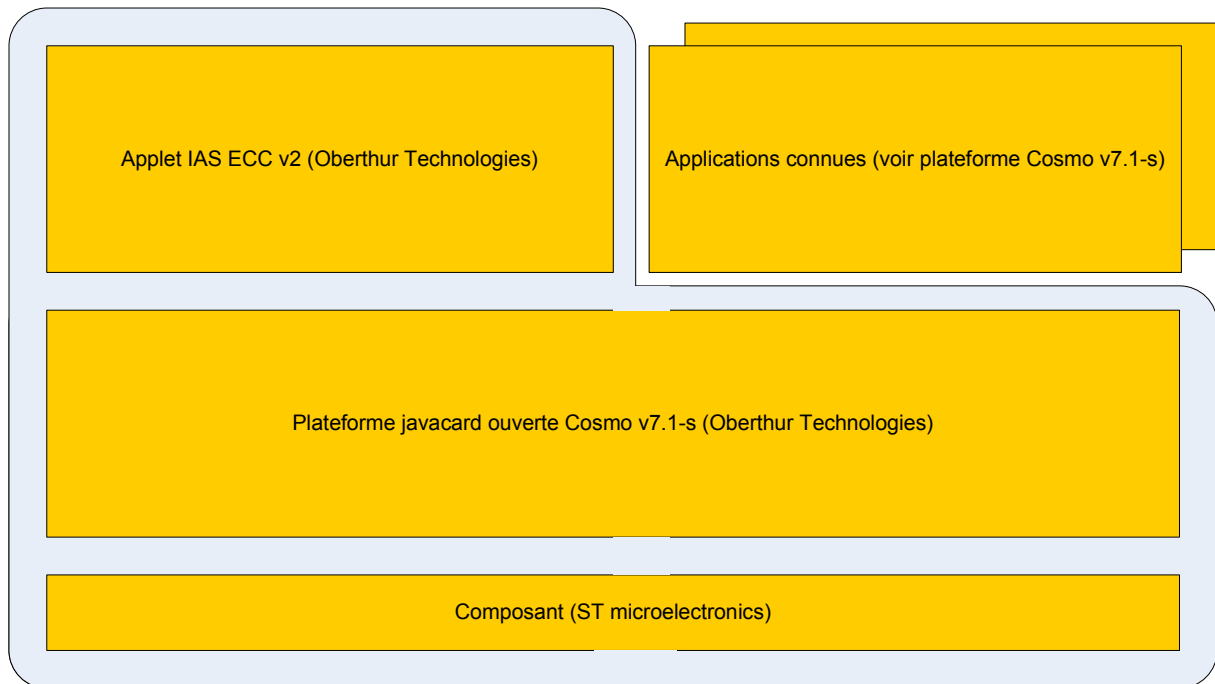 Applet IAS ECC v2 (Oberthur Technologies)
Applications connues (voir plateforme Cosmo v7.1-s)
Plateforme javacard ouverte Cosmo v7.1-s (Oberthur Technologies)
Composant (ST microelectronics)